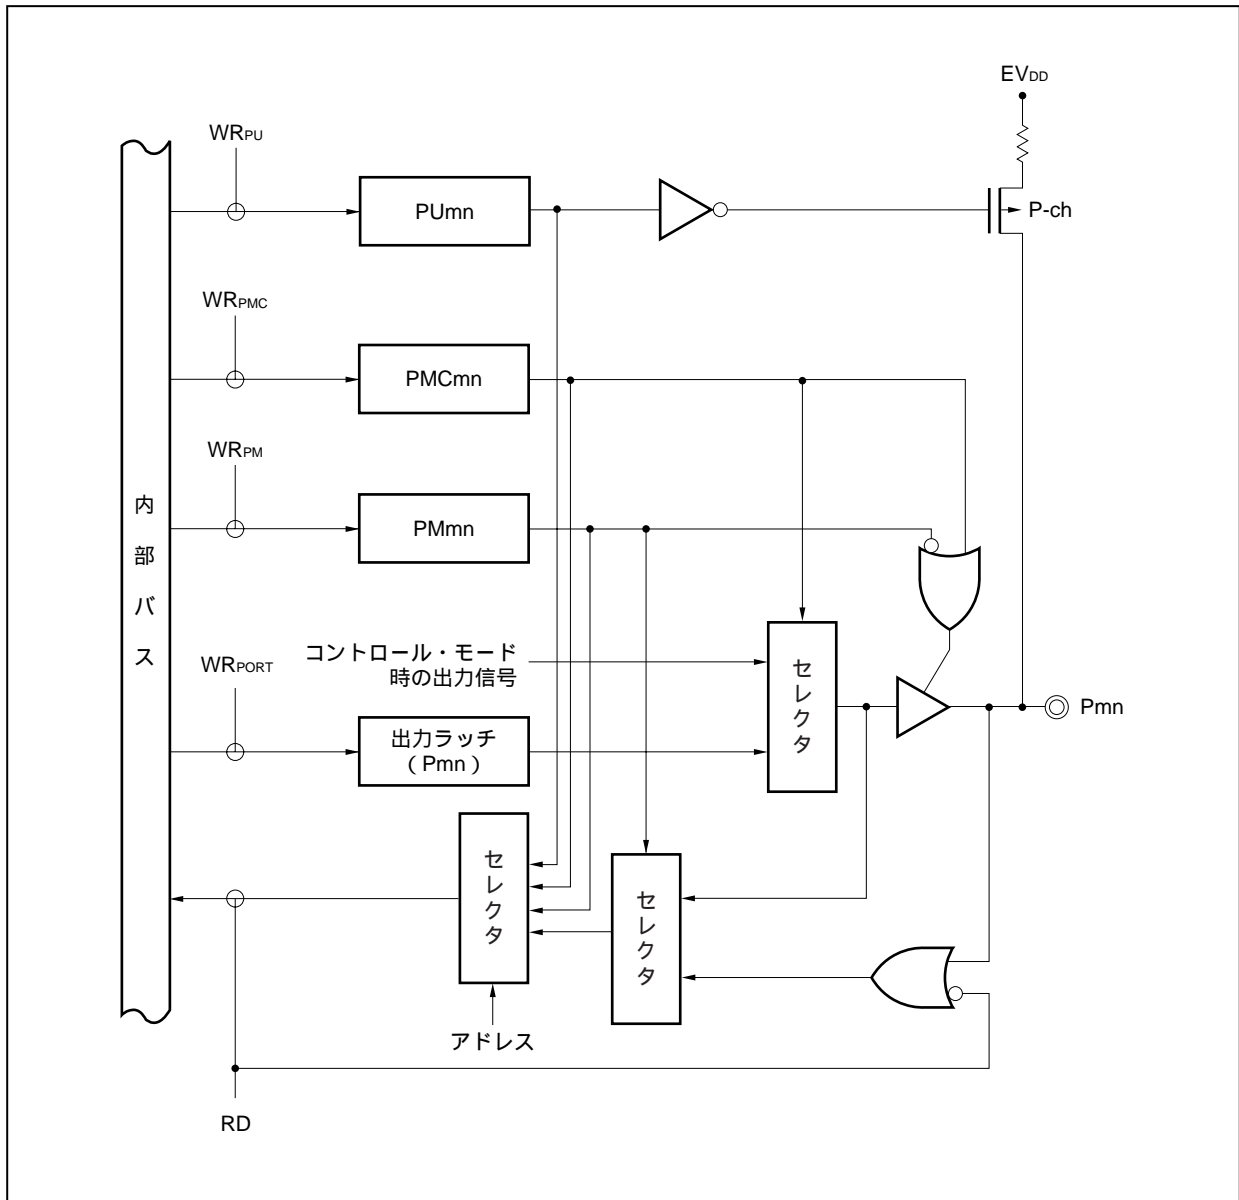 EVDD
WRPU
PUmn
P-ch
WRPMC
PMCmn
WRPM
PMmn
内部バス
コントロール・モード
時の出力信号
セレクタ
WRPORT
出力ラッチ
（Pmn）
Pmn
セレクタ
セレクタ
アドレス
RD